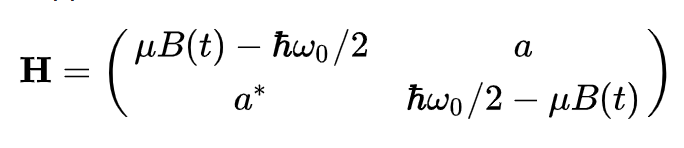 H = ( μB(t) − ħω₀/2 a
a* ħω₀/2 − μB(t) )